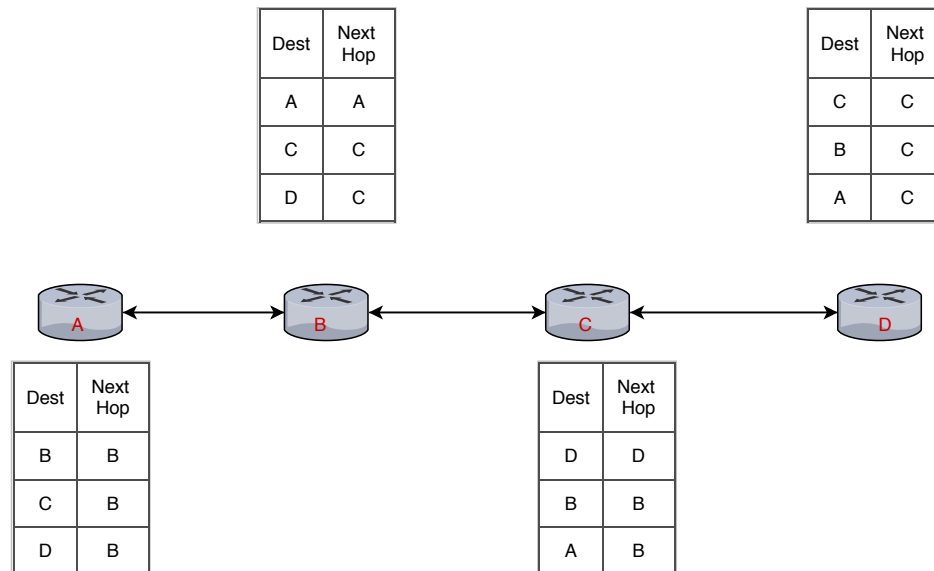 Dest Next Hop
A A
C C
D C
Dest Next Hop
C C
B C
A C
A B C D
Dest Next Hop
B B
C B
D B
Dest Next Hop
D D
B B
A B